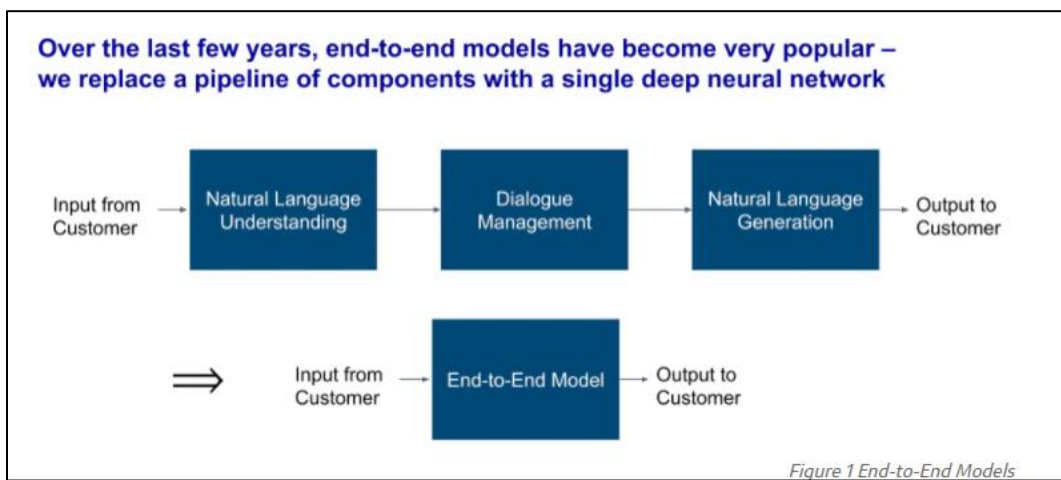 Over the last few years, end-to-end models have become very popular –
we replace a pipeline of components with a single deep neural network
Input from
Customer
Natural Language
Understanding
Dialogue
Management
Natural Language
Generation
Output to
Customer
⇒
Input from
Customer
End-to-End Model
Output to
Customer
Figure 1 End-to-End Models